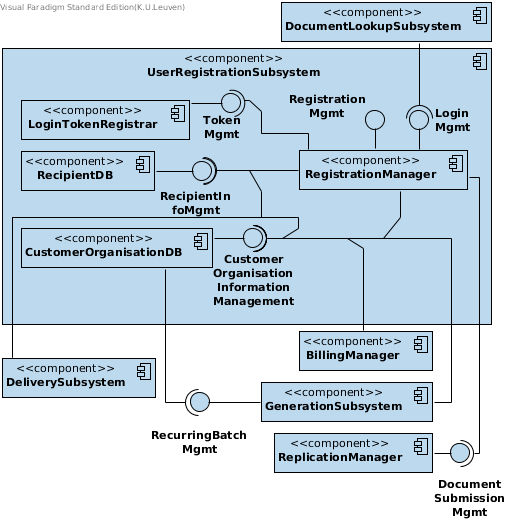 Visual Paradigm Standard Edition(K.U.Leuven)
<<component>>
DocumentLookupSubsystem
<<component>>
UserRegistrationSubsystem
<<component>>
LoginTokenRegistrar
Token
Mgmt
Registration
Mgmt
Login
Mgmt
<<component>>
RecipientDB
RecipientIn
foMgmt
<<component>>
RegistrationManager
<<component>>
CustomerOrganisationDB
Customer
Organisation
Information
Management
<<component>>
BillingManager
<<component>>
DeliverySubsystem
<<component>>
GenerationSubsystem
RecurringBatch
Mgmt
<<component>>
ReplicationManager
Document
Submission
Mgmt